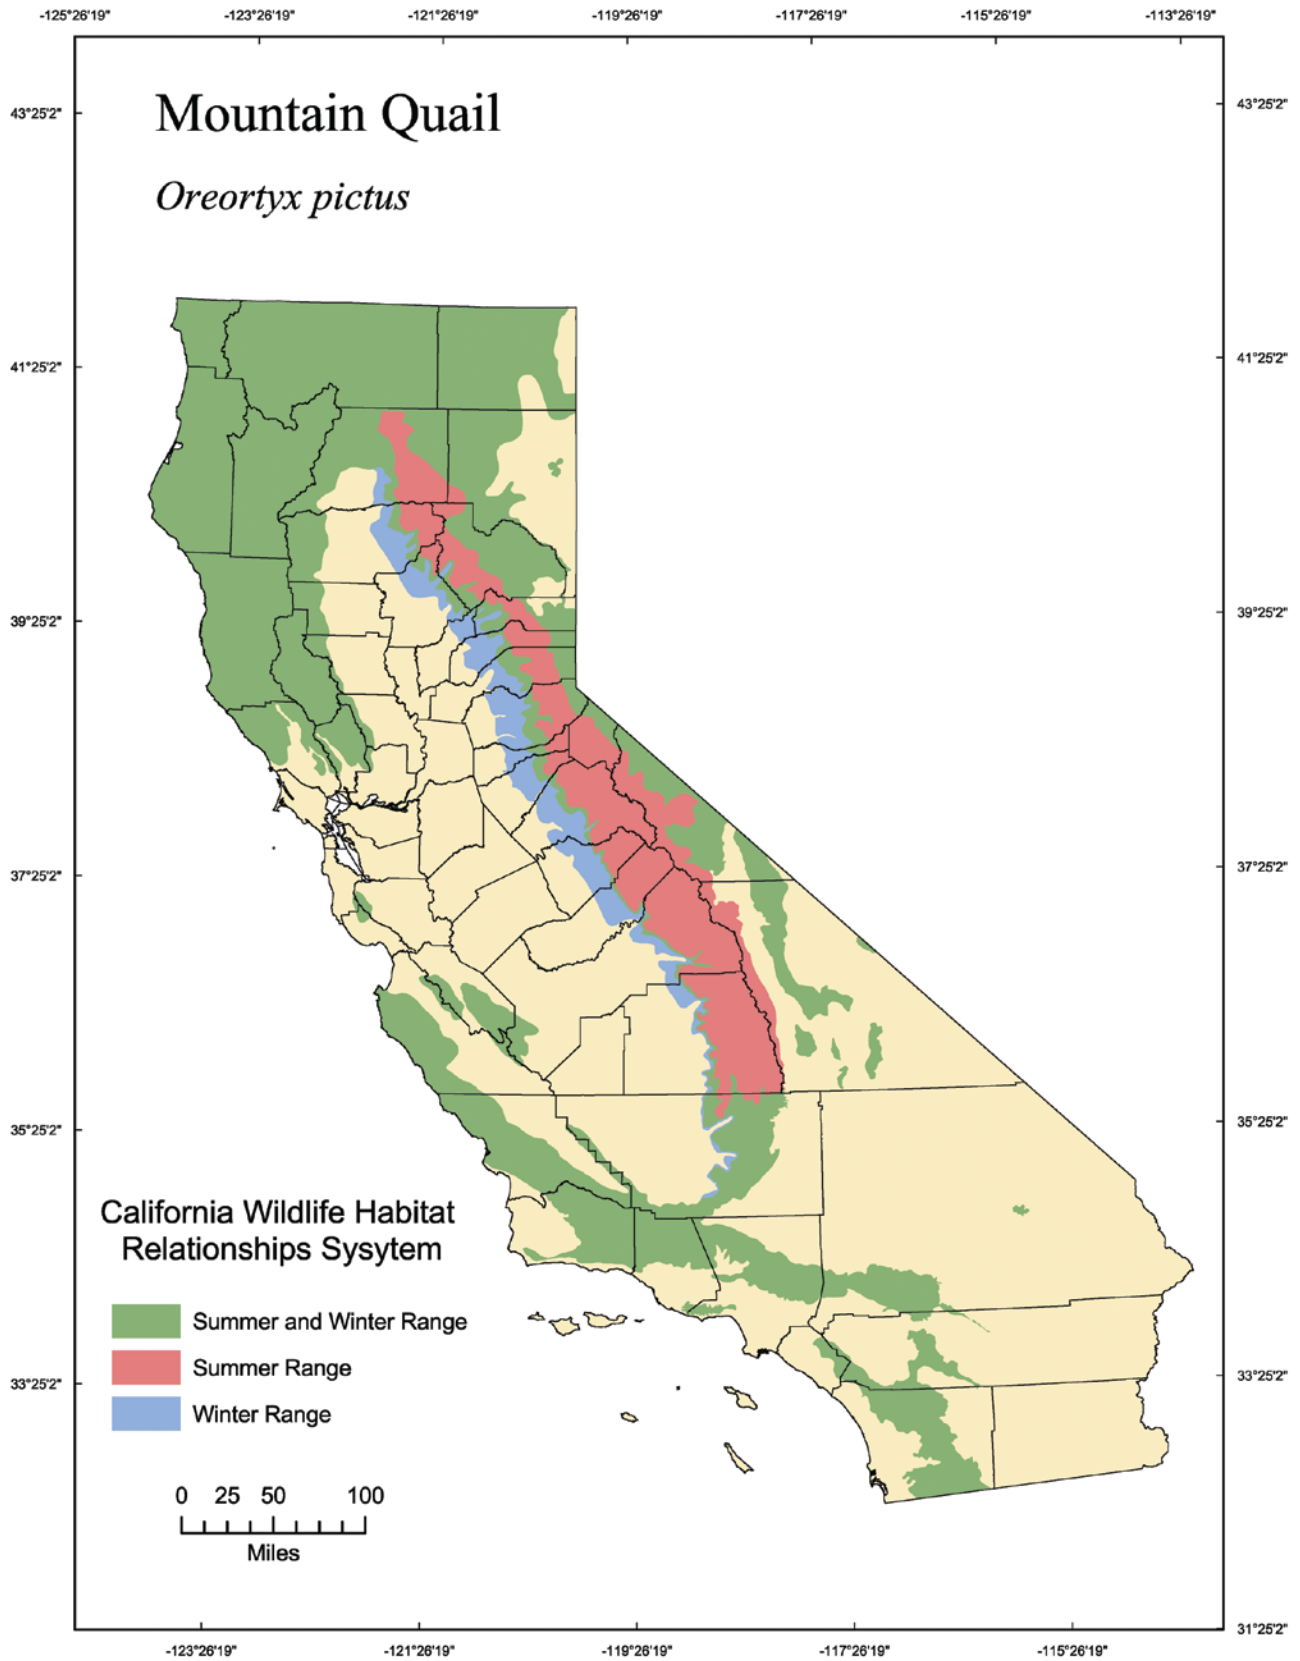 -125°26'19" -123°26'19" -121°26'19" -119°26'19" -117°26'19" -115°26'19" -113°26'19"
Mountain Quail
43°25'2" 43°25'2"
Oreortyx pictus
41°25'2" 41°25'2"
39°25'2" 39°25'2"
37°25'2" 37°25'2"
35°25'2" 35°25'2"
California Wildlife Habitat
Relationships Sysytem
Summer and Winter Range
Summer Range
33°25'2" 33°25'2"
Winter Range
0 25 50 100
Miles
31°25'2"
-123°26'19" -121°26'19" -119°26'19" -117°26'19" -115°26'19"